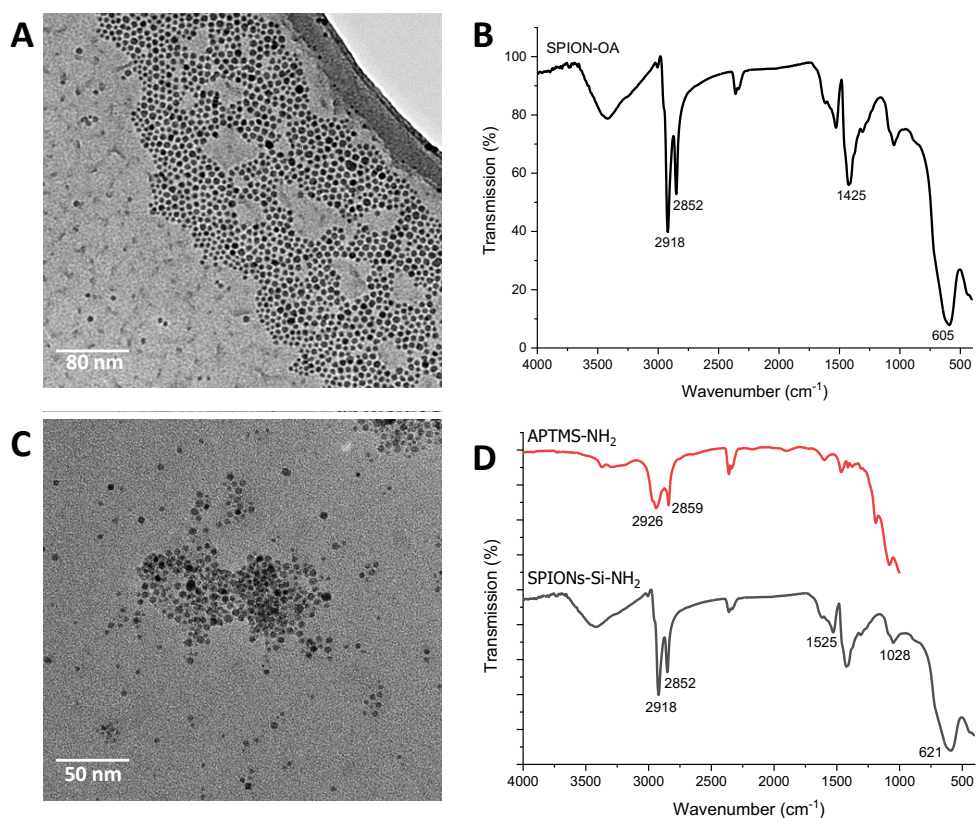 A
80 nm
B
SPION-OA
Transmission (%)
100
80
60
40
20
0
2918
2852
1425
605
4000 3500 3000 2500 2000 1500 1000 500
Wavenumber (cm⁻¹)
C
50 nm
D
APTMS-NH₂
2926 2859
SPIONs-Si-NH₂
Transmission (%)
2918
2852
1525
1028
621
4000 3500 3000 2500 2000 1500 1000 500
Wavenumber (cm⁻¹)